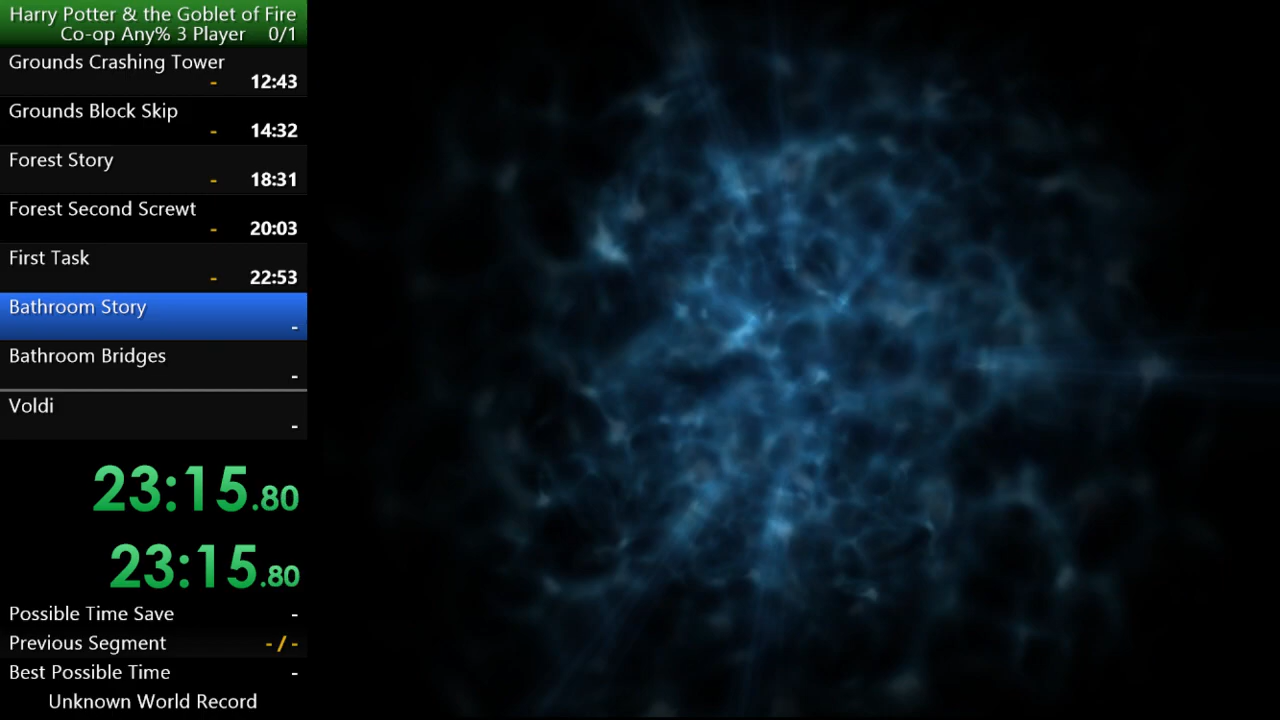 Harry Potter & the Goblet of Fire
Co-op Any% 3 Player 0/1
Grounds Crashing Tower
- 12:43
Grounds Block Skip
- 14:32
Forest Story
- 18:31
Forest Second Screwt
- 20:03
First Task
- 22:53
Bathroom Story
-
Bathroom Bridges
-
Voldi
-
23:15.80
23:15.80
Possible Time Save -
Previous Segment - / -
Best Possible Time -
Unknown World Record